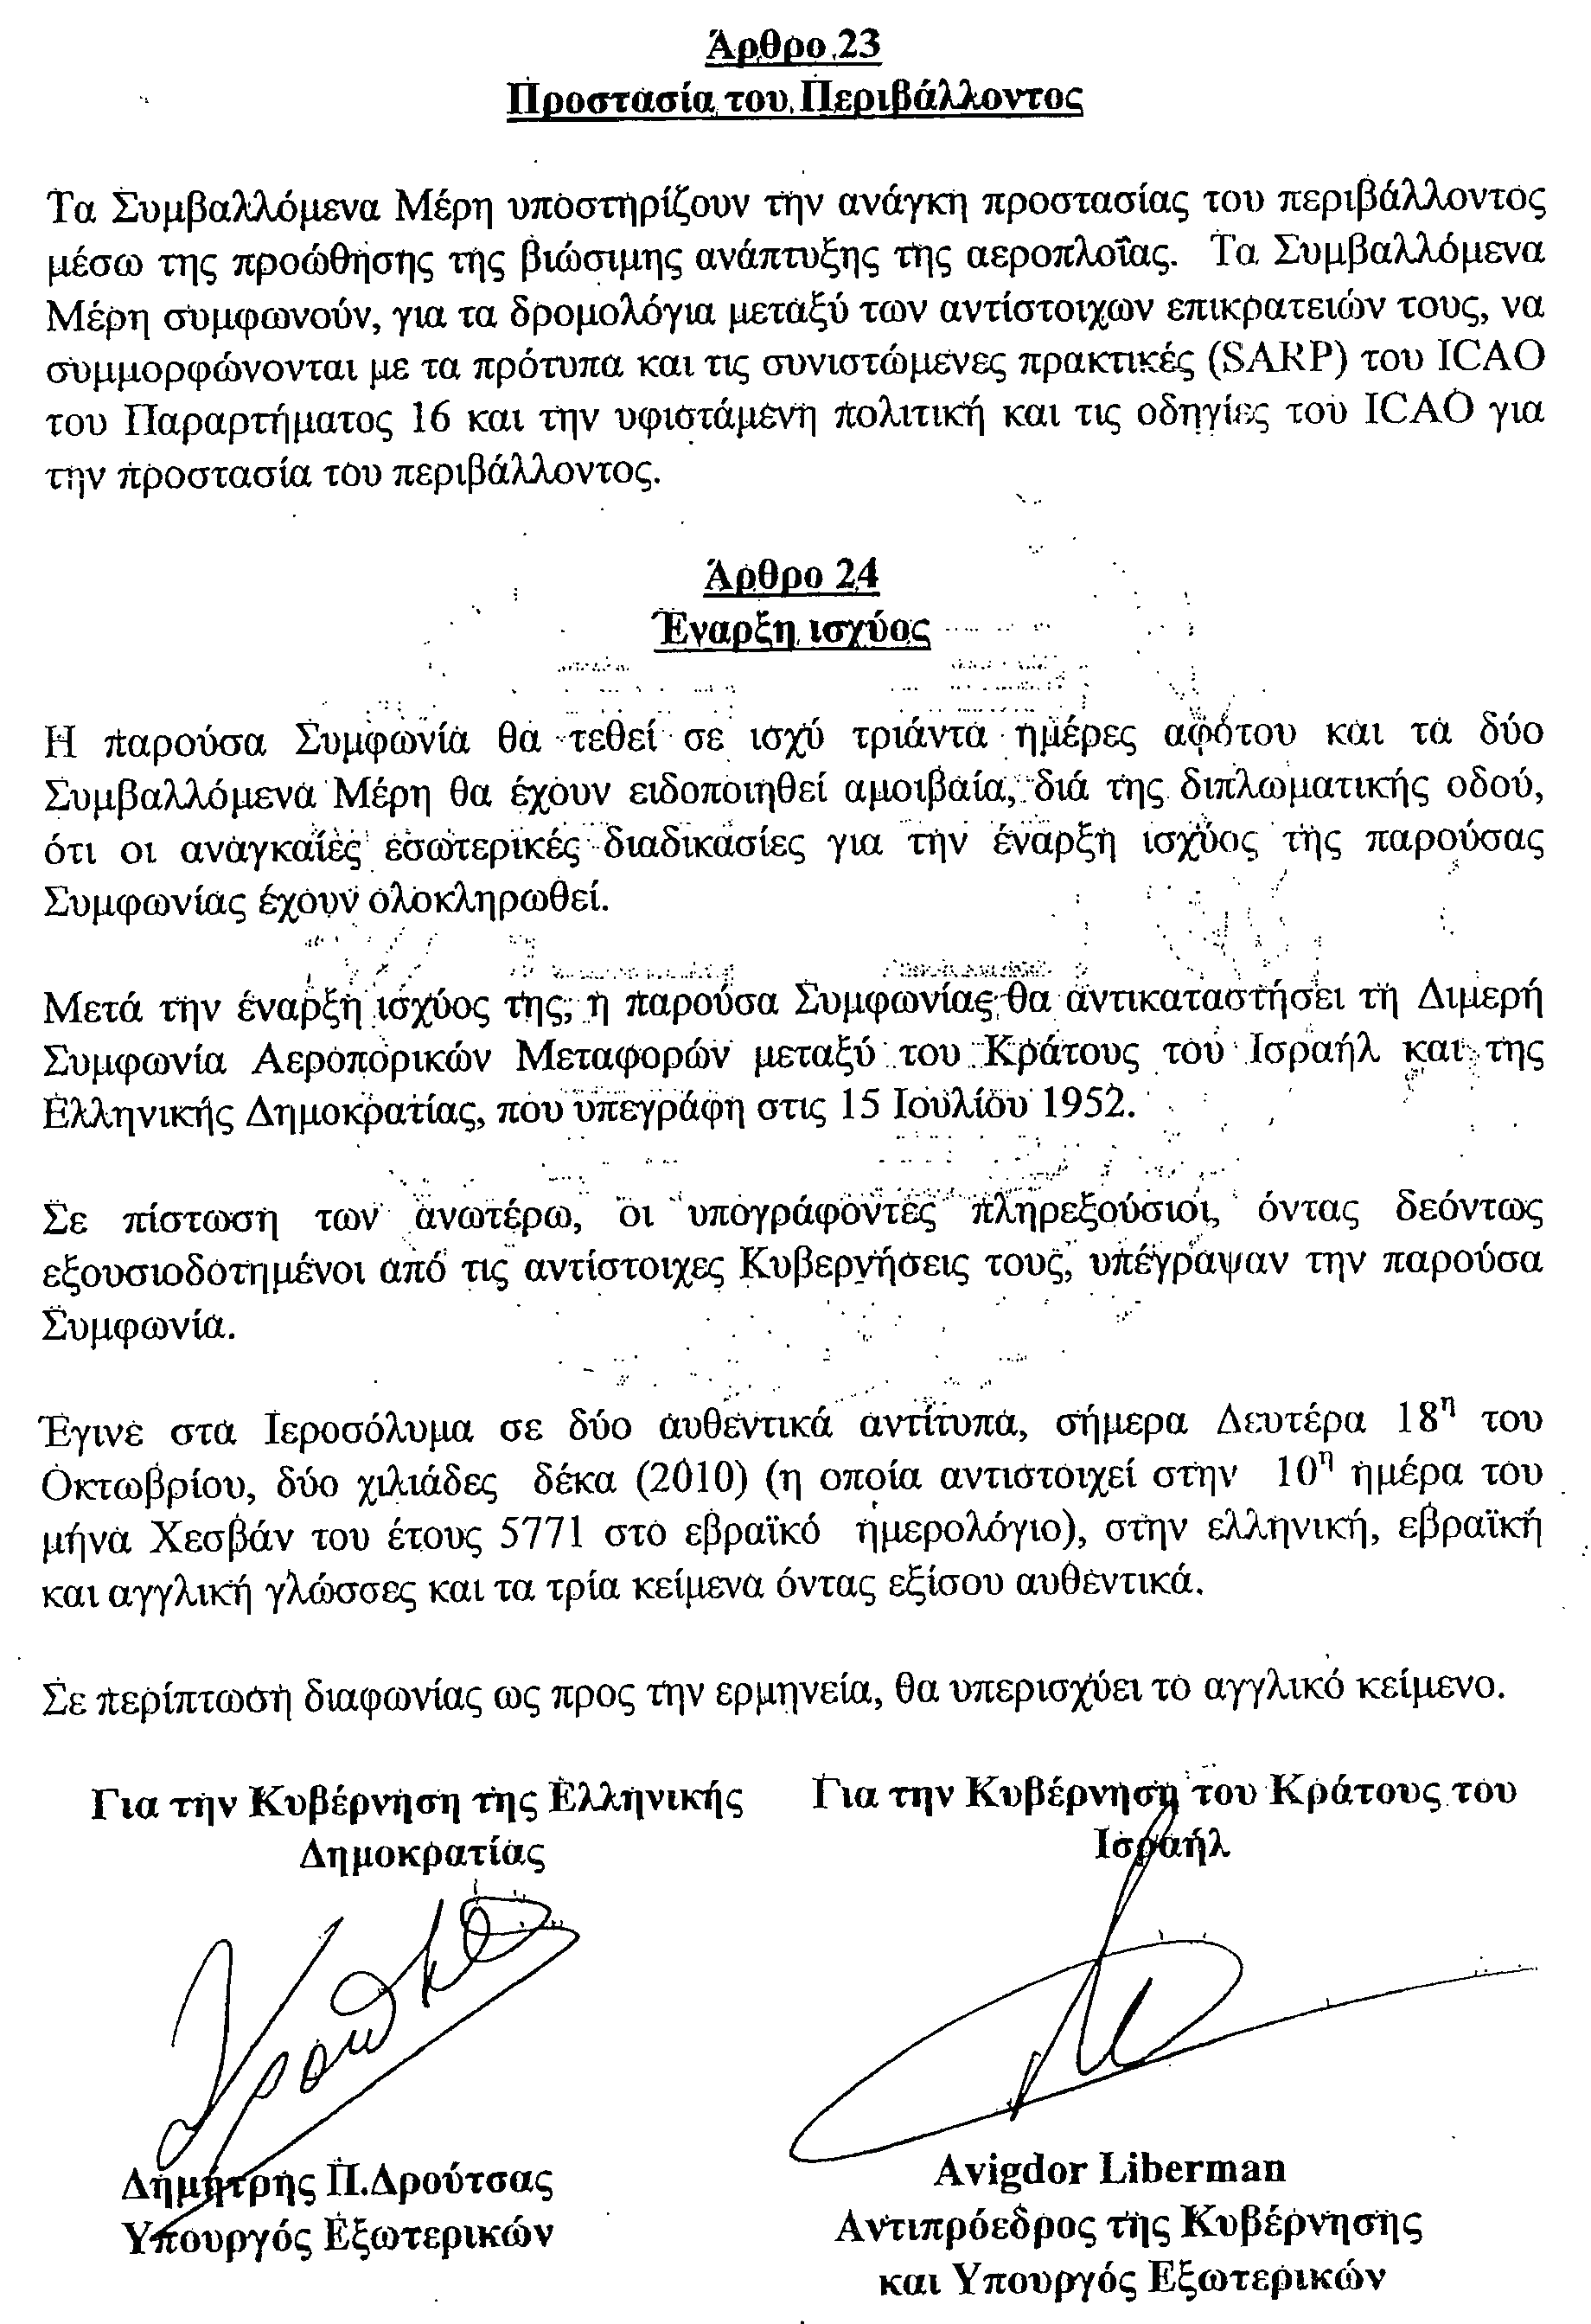 Άρθρο 23
Προστασία του Περιβάλλοντος
Τα Συμβαλλόμενα Μέρη υποστηρίζουν την ανάγκη προστασίας του περιβάλλοντος
μέσω της προώθησης της βιώσιμης ανάπτυξης της αεροπλοΐας. Τα Συμβαλλόμενα
Μέρη συμφωνούν, για τα δρομολόγια μεταξύ των αντίστοιχων επικρατειών τους, να
συμμορφώνονται με τα πρότυπα και τις συνιστώμενες πρακτικές (SARP) του ICAO
του Παραρτήματος 16 και την υφιστάμενη πολιτική και τις οδηγίες του ICAO για
την προστασία του περιβάλλοντος.
Άρθρο 24
Έναρξη ισχύος
Η παρούσα Συμφωνία θα τεθεί σε ισχύ τριάντα ημέρες αφότου και τα δύο
Συμβαλλόμενα Μέρη θα έχουν ειδοποιηθεί αμοιβαία, διά της διπλωματικής οδού,
ότι οι αναγκαίες εσωτερικές διαδικασίες για την έναρξη ισχύος της παρούσας
Συμφωνίας έχουν ολοκληρωθεί.
Μετά την έναρξη ισχύος της, η παρούσα Συμφωνίας θα αντικαταστήσει τη Διμερή
Συμφωνία Αεροπορικών Μεταφορών μεταξύ του Κράτους του Ισραήλ και της
Ελληνικής Δημοκρατίας, που υπεγράφη στις 15 Ιουλίου 1952.
Σε πίστωση των ανωτέρω, οι υπογράφοντες πληρεξούσιοι, όντας δεόντως
εξουσιοδοτημένοι από τις αντίστοιχες Κυβερνήσεις τους, υπέγραψαν την παρούσα
Συμφωνία.
Έγινε στα Ιεροσόλυμα σε δύο αυθεντικά αντίτυπα, σήμερα Δευτέρα 18η του
Οκτωβρίου, δύο χιλιάδες δέκα (2010) (η οποία αντιστοιχεί στην 10η ημέρα του
μήνα Χεσβάν του έτους 5771 στο εβραϊκό ημερολόγιο), στην ελληνική, εβραϊκή
και αγγλική γλώσσες και τα τρία κείμενα όντας εξίσου αυθεντικά.
Σε περίπτωση διαφωνίας ως προς την ερμηνεία, θα υπερισχύει το αγγλικό κείμενο.
Για την Κυβέρνηση της Ελληνικής
Δημοκρατίας
Δημήτρης Π.Δρούτσας
Υπουργός Εξωτερικών
Για την Κυβέρνηση του Κράτους του
Ισραήλ
Avigdor Liberman
Αντιπρόεδρος της Κυβέρνησης
και Υπουργός Εξωτερικών